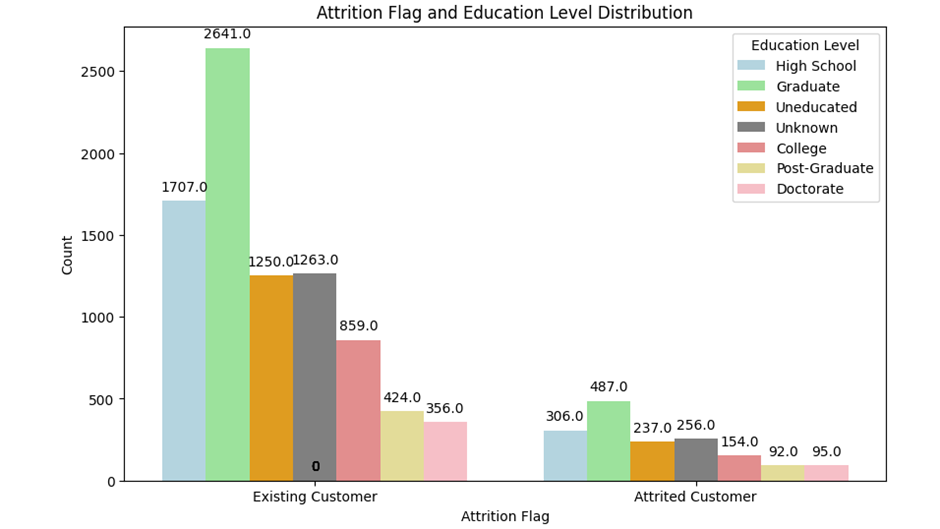 Attrition Flag and Education Level Distribution
Count
2500
2000
1500
1000
500
0
2641.0
1707.0
1250.0
1263.0
859.0
424.0
356.0
0
487.0
306.0
237.0
256.0
154.0
92.0
95.0
Education Level
High School
Graduate
Uneducated
Unknown
College
Post-Graduate
Doctorate
Existing Customer
Attrited Customer
Attrition Flag